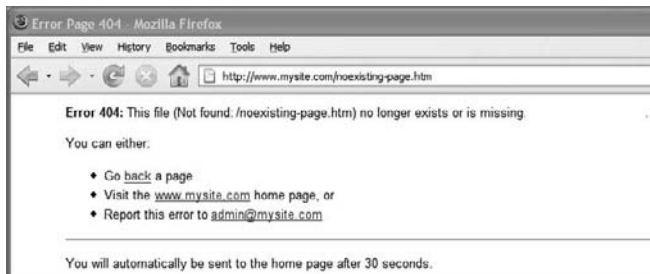 Error Page 404 - Mozilla Firefox
File Edit View History Bookmarks Tools Help
http://www.mysite.com/noexisting-page.htm
Error 404: This file (Not found: /noexisting-page.htm) no longer exists or is missing.
You can either:
Go back a page
Visit the www.mysite.com home page, or
Report this error to admin@mysite.com
You will automatically be sent to the home page after 30 seconds.